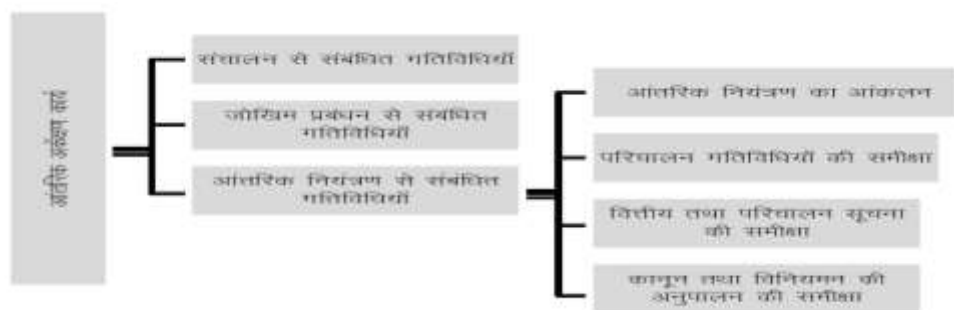 आंतरिक अंकेक्षण कार्य
संचालन से संबंधित गतिविधियाँ
जोखिम प्रबंधन से संबंधित
गतिविधियाँ
आंतरिक नियंत्रण से संबंधित
गतिविधियाँ
आंतरिक नियंत्रण का आंकलन
परिचालन गतिविधियों की समीक्षा
वित्तीय तथा परिचालन सूचना
की समीक्षा
कानून तथा विनियमन की
अनुपालन की समीक्षा